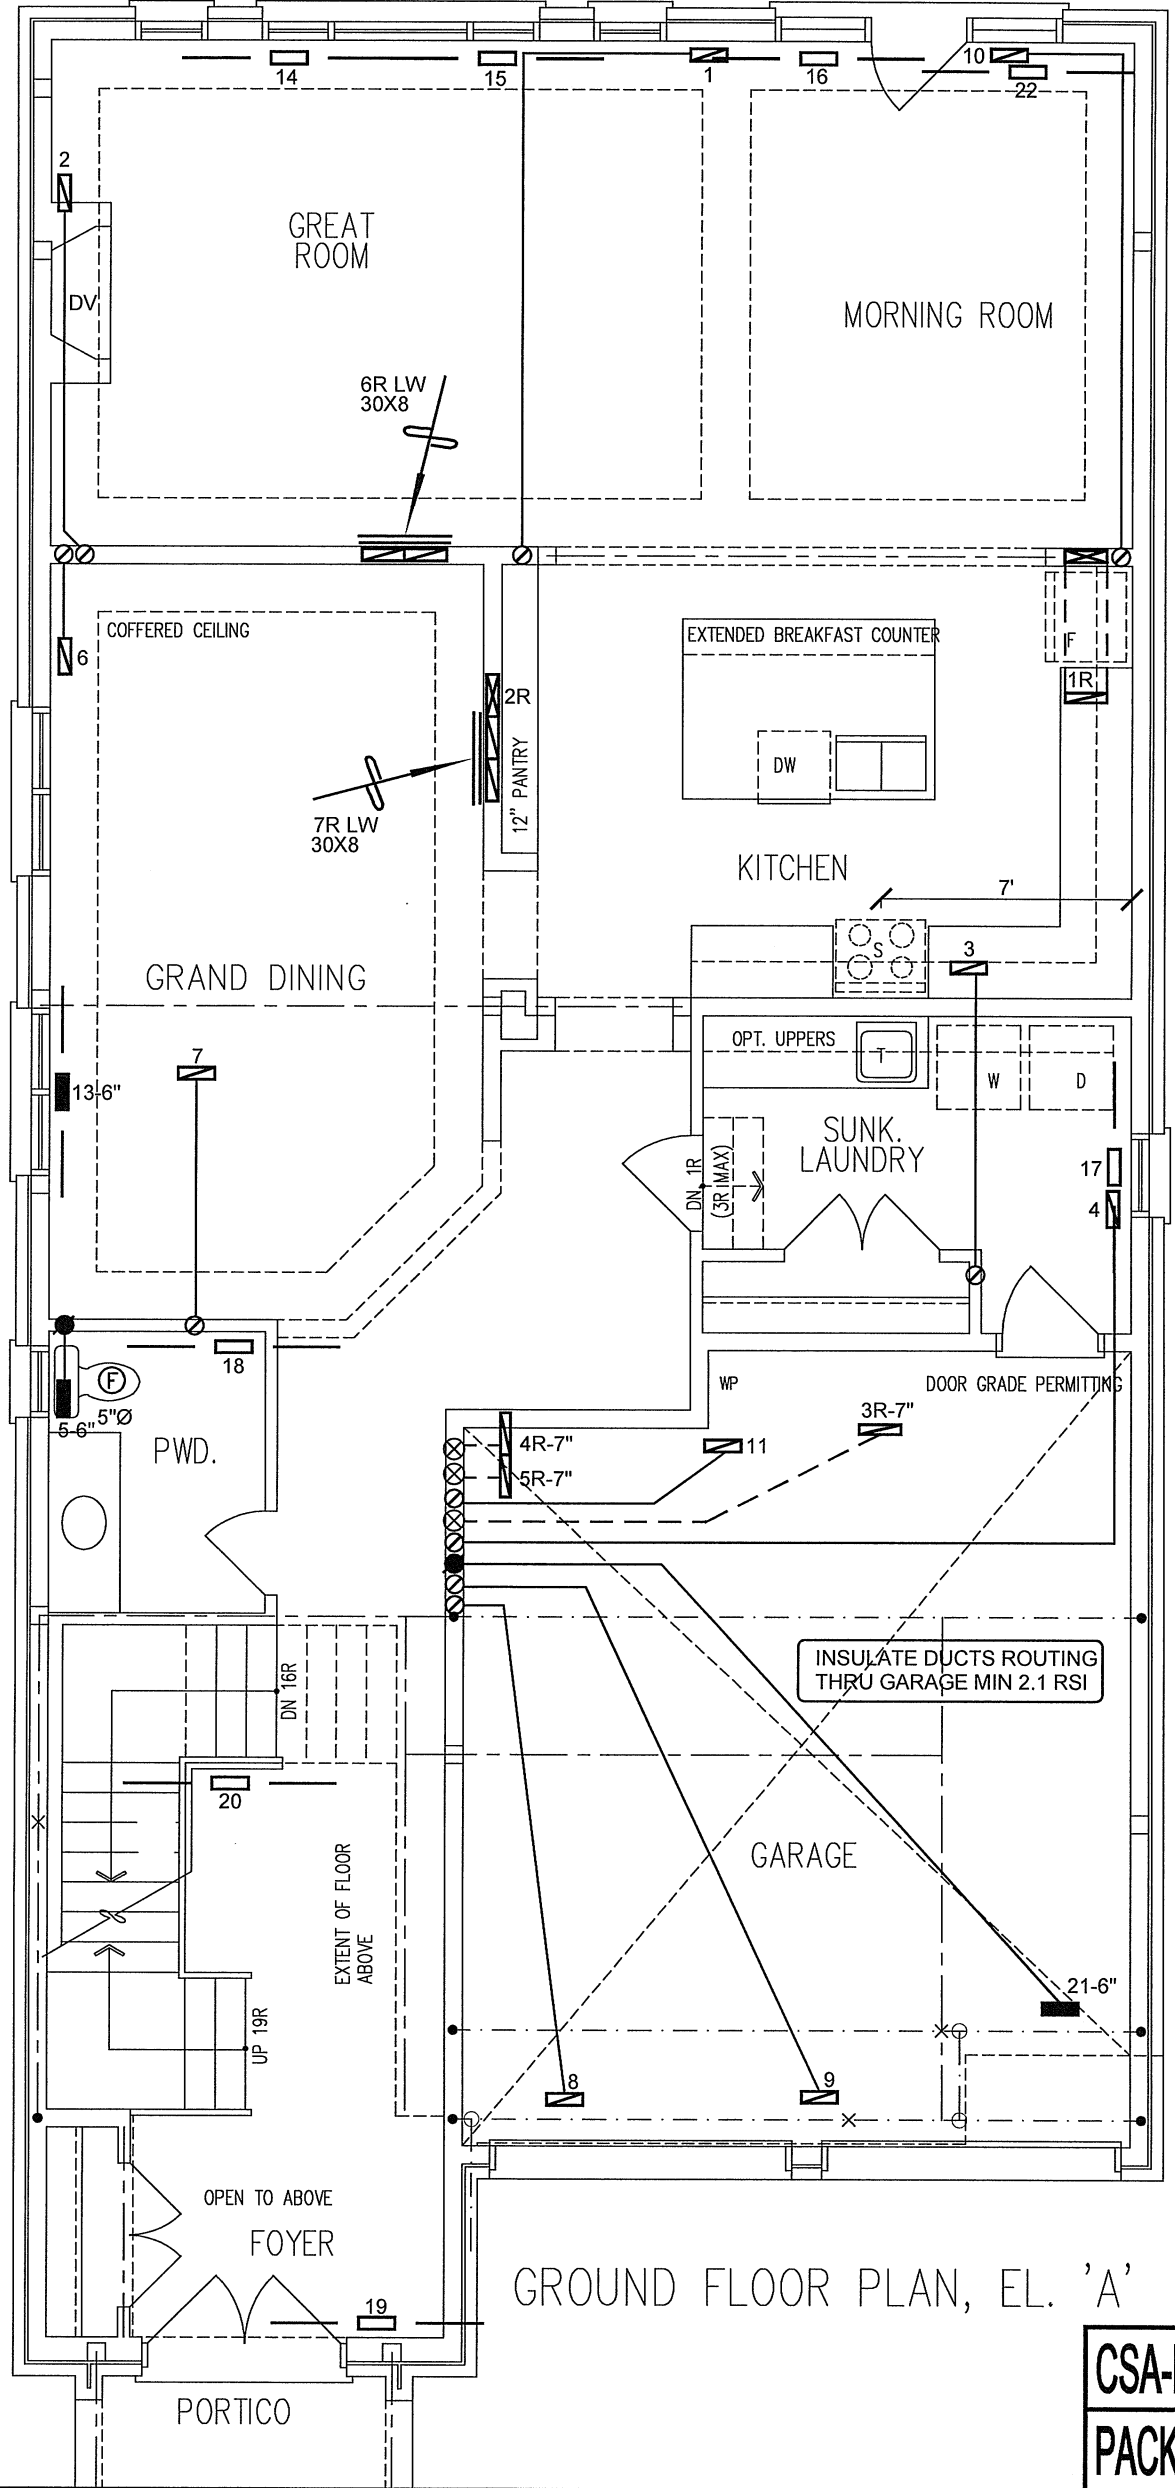 14
15
1
16
10
22
2
GREAT
ROOM
DV
MORNING ROOM
6R LW
30X8
COFFERED CEILING
6
EXTENDED BREAKFAST COUNTER
F
1R
2R
12" PANTRY
DW
7R LW
30X8
KITCHEN
7'
S
3
GRAND DINING
OPT. UPPERS
T
W
D
7
13-6"
SUNK.
LAUNDRY
DN 1R
(3R MAX)
17
4
18
F
5-6"
5"Ø
PWD.
WP
DOOR GRADE PERMITTING
4R-7"
5R-7"
11
3R-7"
INSULATE DUCTS ROUTING
THRU GARAGE MIN 2.1 RSI
DN 16R
20
GARAGE
EXTENT OF FLOOR
ABOVE
21-6"
UP 19R
8
9
OPEN TO ABOVE
FOYER
GROUND FLOOR PLAN, EL. 'A'
19
PORTICO
CSA-
PACK